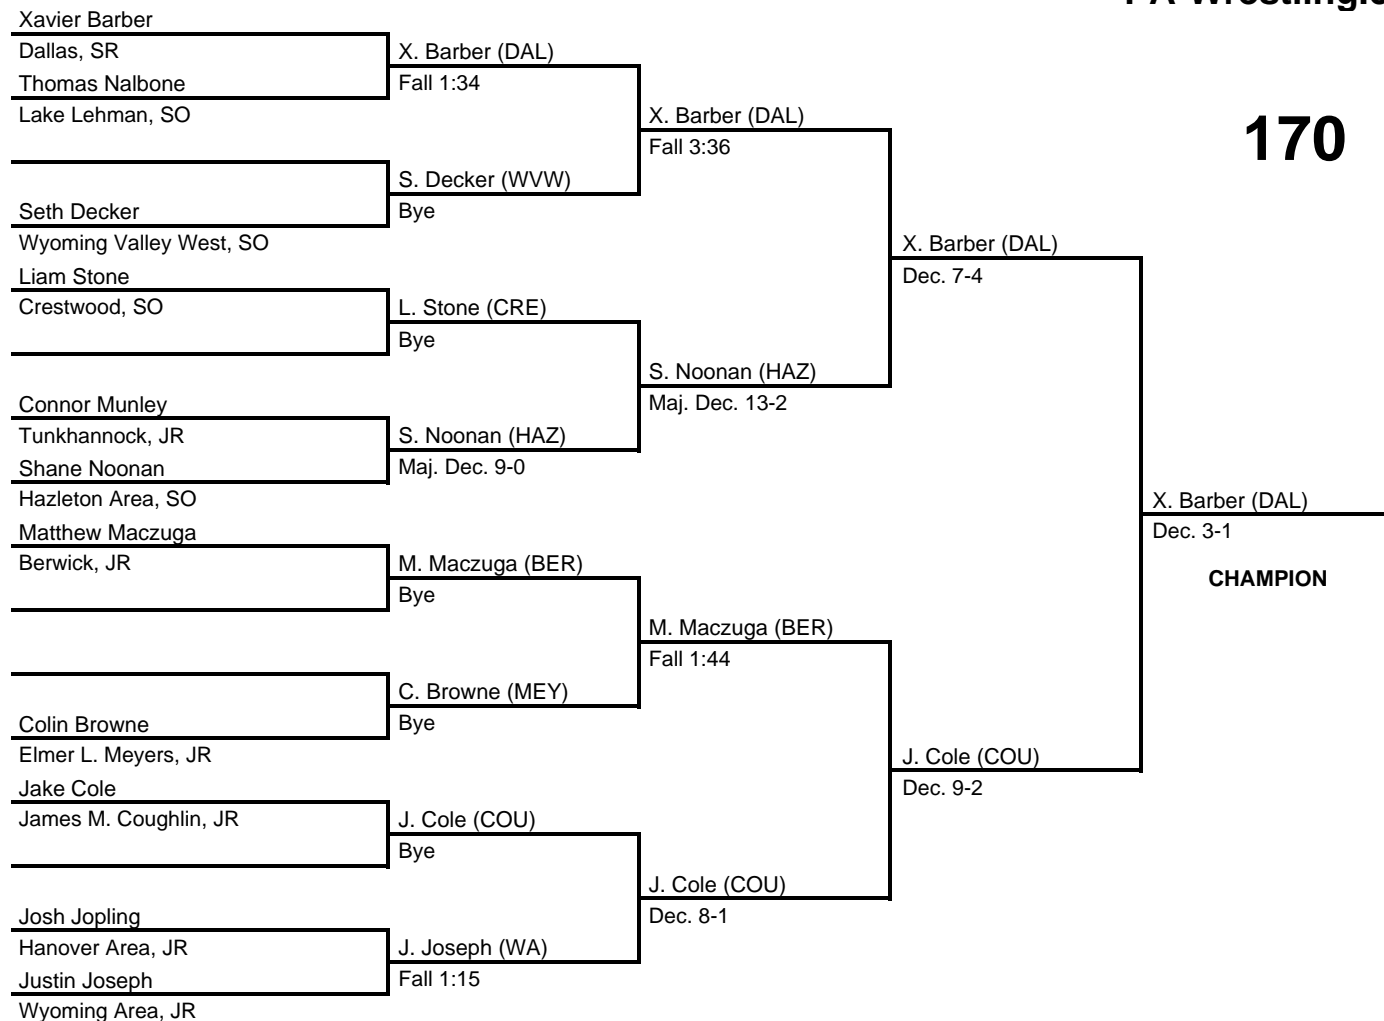 Xavier Barber
Dallas, SR
Thomas Nalbone
Lake Lehman, SO
Seth Decker
Wyoming Valley West, SO
Liam Stone
Crestwood, SO
Connor Munley
Tunkhannock, JR
Shane Noonan
Hazleton Area, SO
Matthew Maczuga
Berwick, JR
Colin Browne
Elmer L. Meyers, JR
Jake Cole
James M. Coughlin, JR
Josh Jopling
Hanover Area, JR
Justin Joseph
Wyoming Area, JR
X. Barber (DAL)
Fall 1:34
S. Decker (WVW)
Bye
L. Stone (CRE)
Bye
S. Noonan (HAZ)
Maj. Dec. 9-0
M. Maczuga (BER)
Bye
C. Browne (MEY)
Bye
J. Cole (COU)
Bye
J. Joseph (WA)
Fall 1:15
X. Barber (DAL)
Fall 3:36
S. Noonan (HAZ)
Maj. Dec. 13-2
M. Maczuga (BER)
Fall 1:44
J. Cole (COU)
Dec. 8-1
X. Barber (DAL)
Dec. 7-4
J. Cole (COU)
Dec. 9-2
170
X. Barber (DAL)
Dec. 3-1
CHAMPION